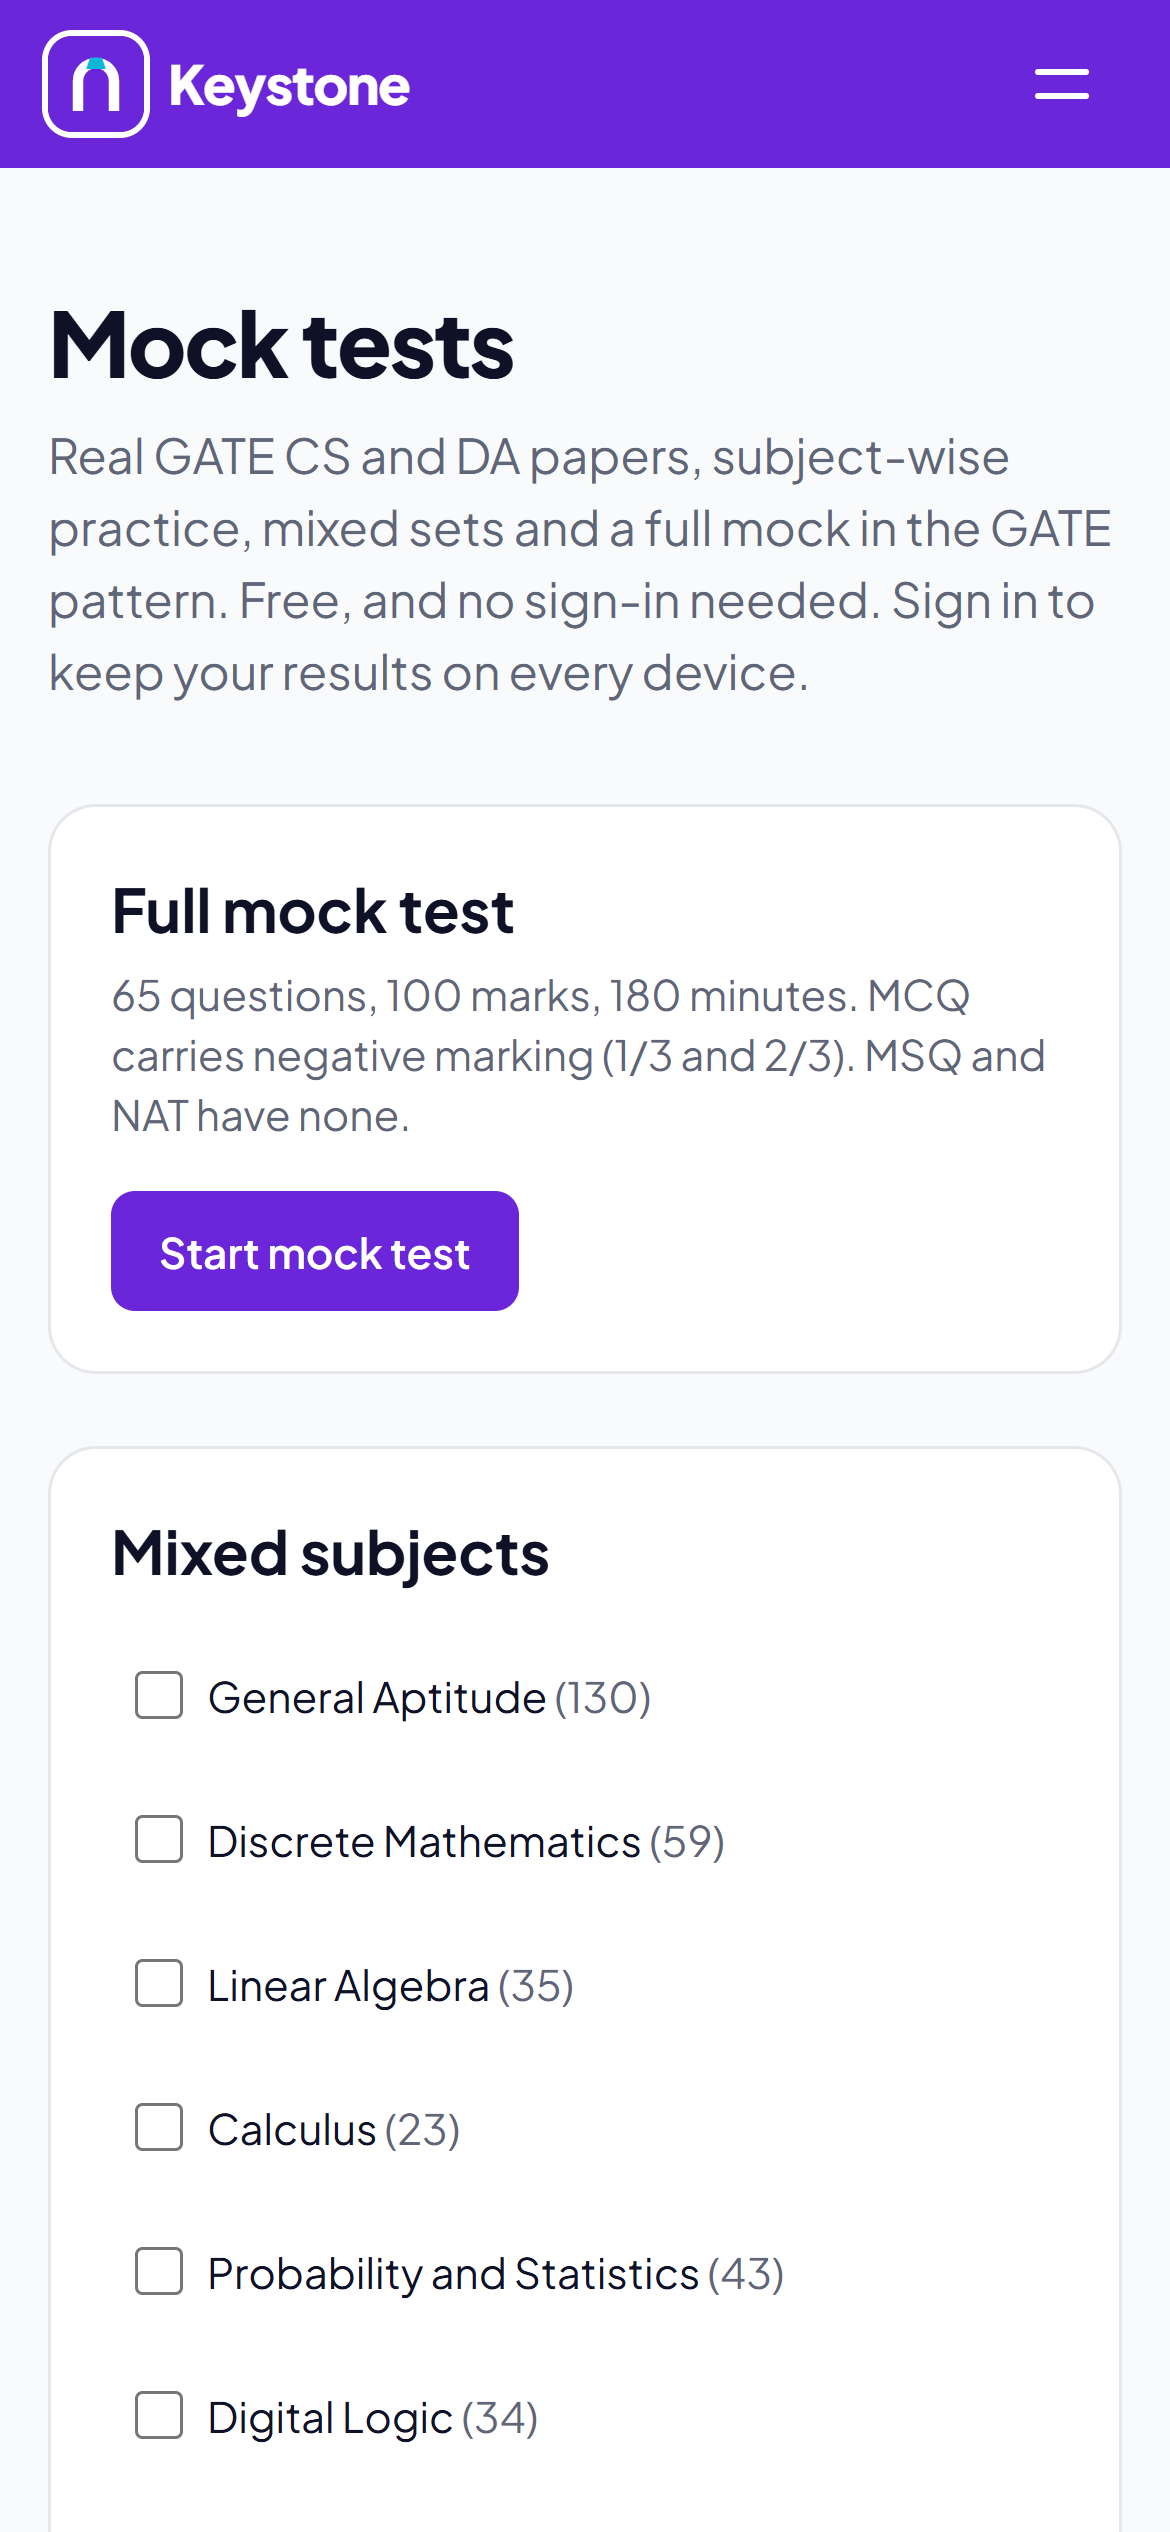 Keystone
Mock tests
Real GATE CS and DA papers, subject-wise
practice, mixed sets and a full mock in the GATE
pattern. Free, and no sign-in needed. Sign in to
keep your results on every device.
Full mock test
65 questions, 100 marks, 180 minutes. MCQ
carries negative marking (1/3 and 2/3). MSQ and
NAT have none.
Start mock test
Mixed subjects
General Aptitude (130)
Discrete Mathematics (59)
Linear Algebra (35)
Calculus (23)
Probability and Statistics (43)
Digital Logic (34)